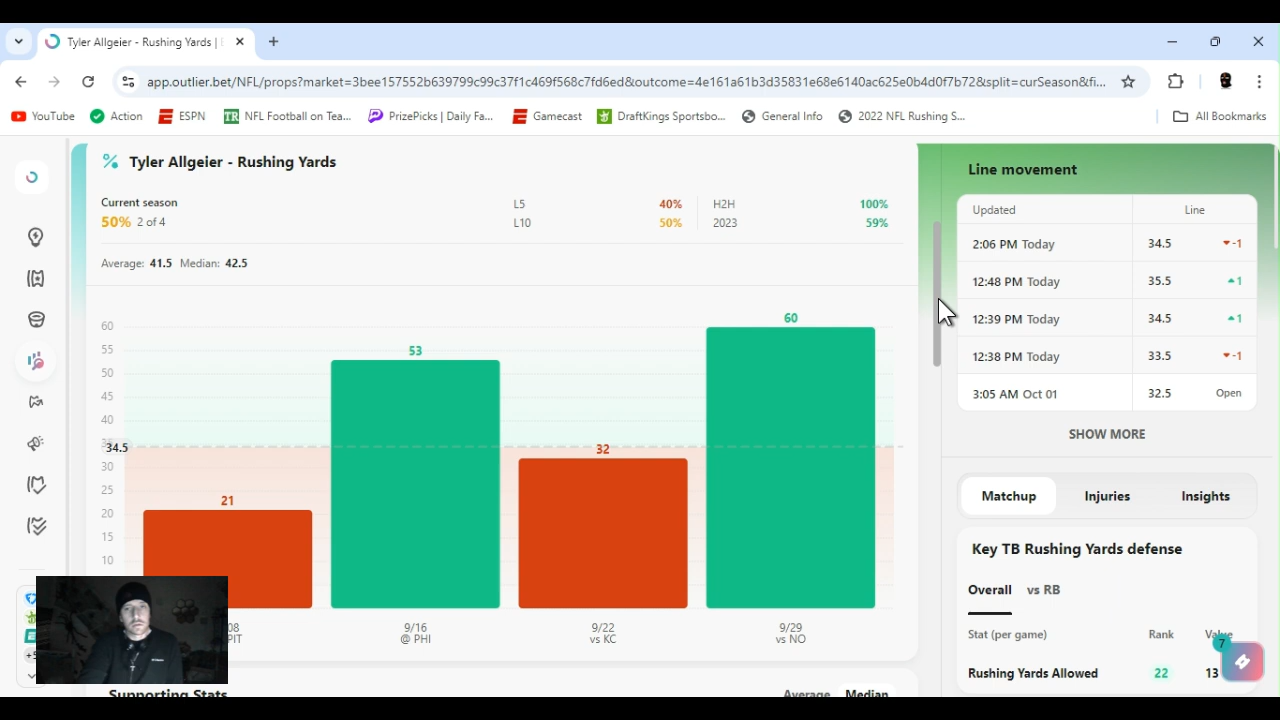 Tyler Allgeier - Rushing Yards |
app.outlier.bet/NFL/props?market=3bee157552b639799c99c37f1c469f568c7fd6ed&outcome=4e161a61b3d35831e68e6140ac625e0b4d0f7b72&split=curSeason&fi...
YouTube Action ESPN NFL Football on Tea... PrizePicks | Daily Fa... Gamecast DraftKings Sportsbo... General Info 2022 NFL Rushing S... All Bookmarks
Tyler Allgeier - Rushing Yards
Current season
50% 2 of 4
L5 40% H2H 100%
L10 50% 2023 59%
Average: 41.5 Median: 42.5
60
55
50
45
40
34.5
30
25
20
15
10
21
53
32
60
08
PIT
9/16
@ PHI
9/22
vs KC
9/29
vs NO
Supporting Stats Average Median
Line movement
Updated Line
2:06 PM Today 34.5 -1
12:48 PM Today 35.5 1
12:39 PM Today 34.5 1
12:38 PM Today 33.5 -1
3:05 AM Oct 01 32.5 Open
SHOW MORE
Matchup Injuries Insights
Key TB Rushing Yards defense
Overall vs RB
Stat (per game) Rank Value
7
Rushing Yards Allowed 22 13